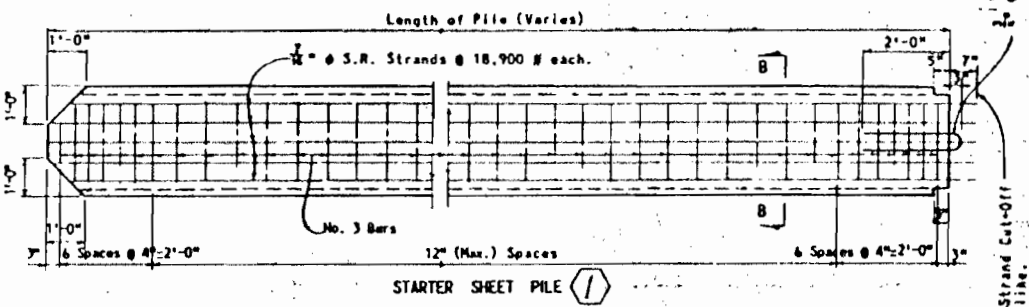 Length of Pile (Varies)
1'-0"
7/16" ϕ S.R. Strands @ 18,900 # each.
2'-0"
B
5"
7"
1'-0"
1'-0"
No. 3 Bars
B
1'-0"
3"
3"
6 Spaces @ 4"=2'-0"
12" (Max.) Spaces
6 Spaces @ 4"=2'-0"
3"
Strand Cut-Off
line.
STARTER SHEET PILE 1